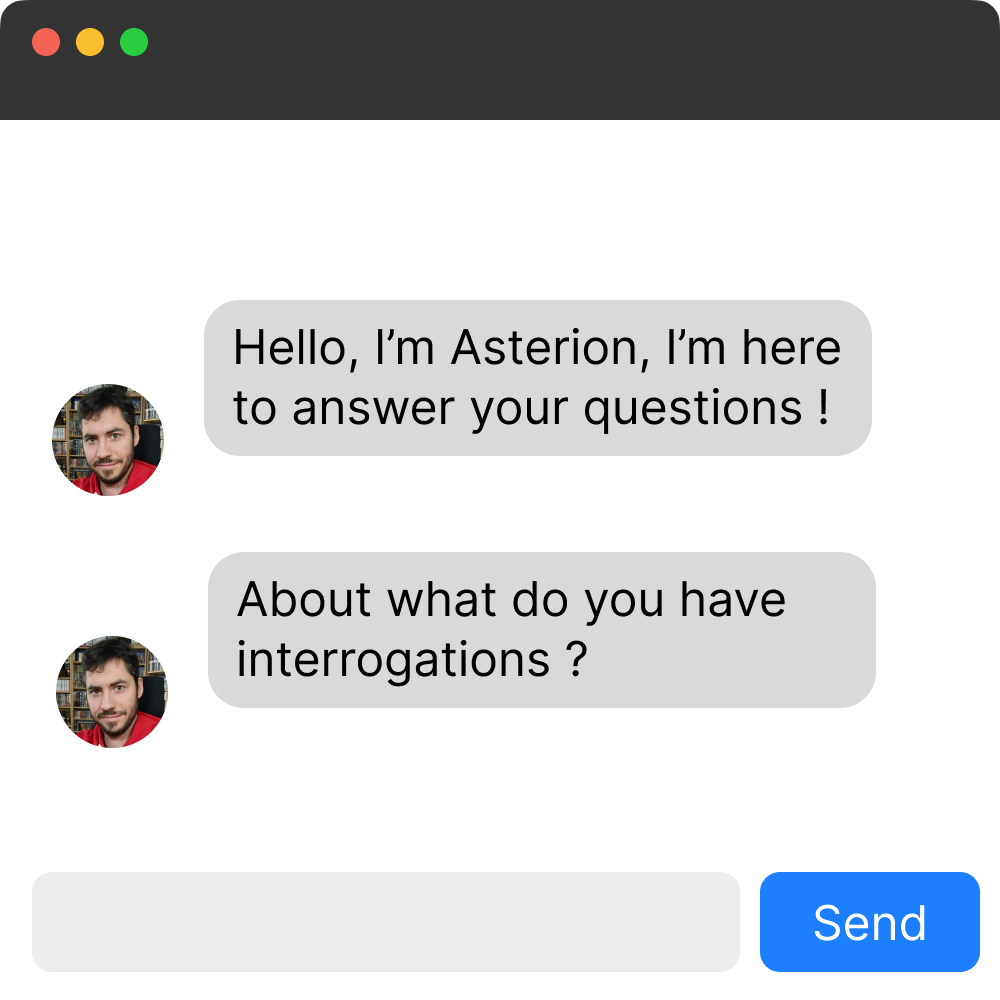 Hello, I’m Asterion, I’m here
to answer your questions !
About what do you have
interrogations ?
Send